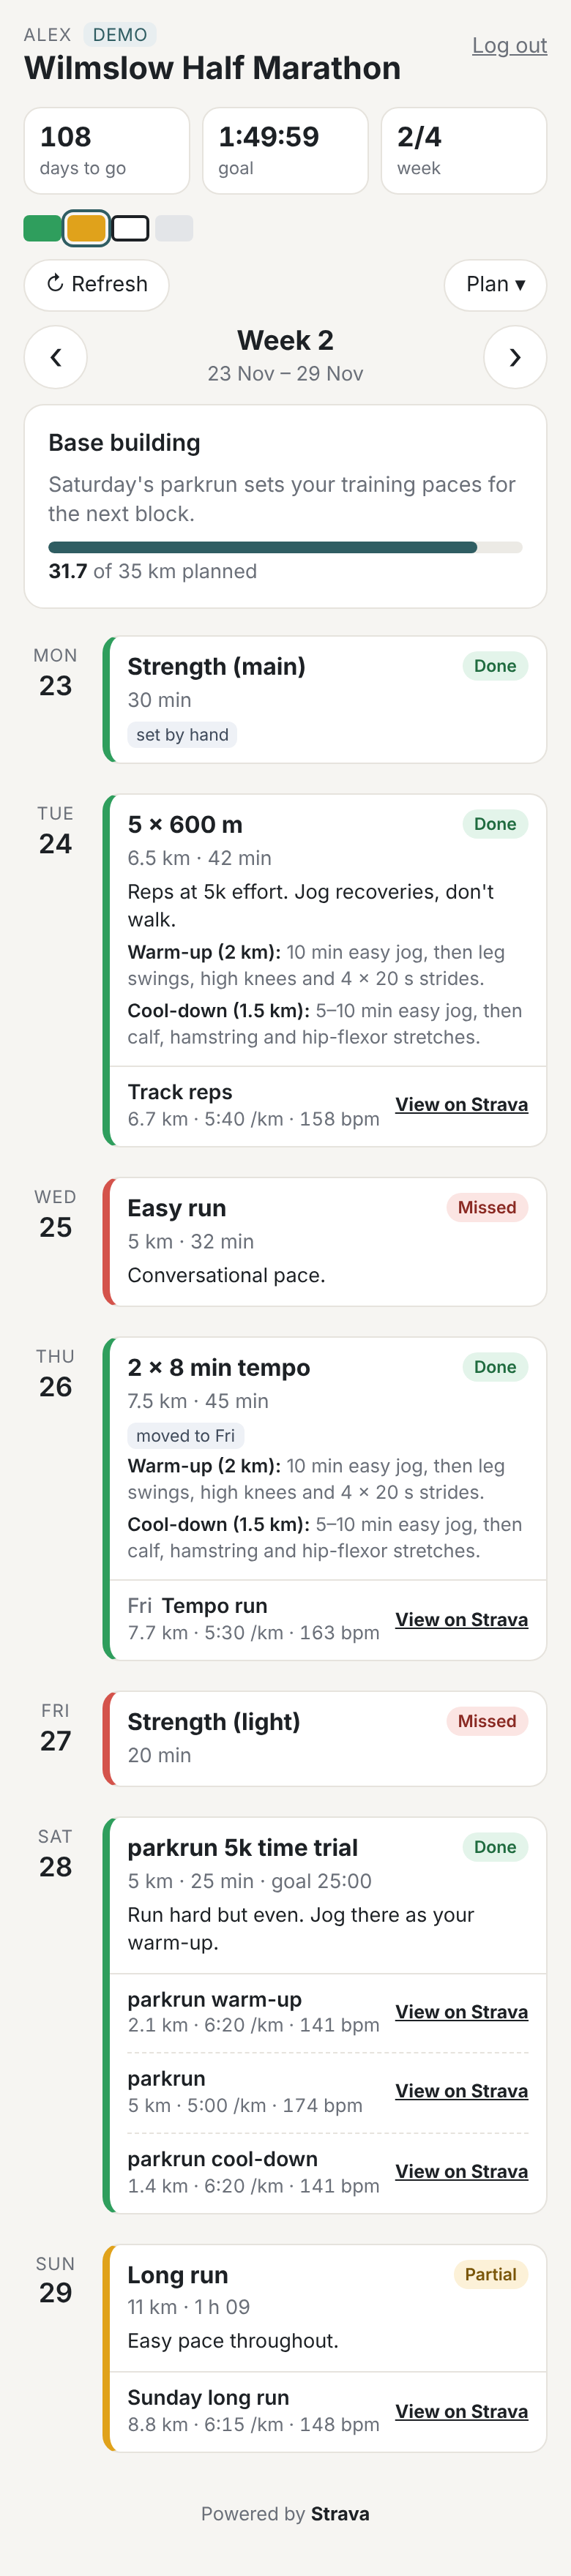 ALEX DEMO
Wilmslow Half Marathon
Log out
108
days to go
1:49:59
goal
2/4
week
↻ Refresh
Plan ▾
‹
Week 2
23 Nov – 29 Nov
›
Base building
Saturday's parkrun sets your training paces for
the next block.
31.7 of 35 km planned
MON
23
Strength (main)
Done
30 min
set by hand
TUE
24
5 × 600 m
Done
6.5 km · 42 min
Reps at 5k effort. Jog recoveries, don't
walk.
Warm-up (2 km): 10 min easy jog, then leg
swings, high knees and 4 × 20 s strides.
Cool-down (1.5 km): 5–10 min easy jog, then
calf, hamstring and hip-flexor stretches.
Track reps
6.7 km · 5:40 /km · 158 bpm
View on Strava
WED
25
Easy run
Missed
5 km · 32 min
Conversational pace.
THU
26
2 × 8 min tempo
Done
7.5 km · 45 min
moved to Fri
Warm-up (2 km): 10 min easy jog, then leg
swings, high knees and 4 × 20 s strides.
Cool-down (1.5 km): 5–10 min easy jog, then
calf, hamstring and hip-flexor stretches.
Fri Tempo run
7.7 km · 5:30 /km · 163 bpm
View on Strava
FRI
27
Strength (light)
Missed
20 min
SAT
28
parkrun 5k time trial
Done
5 km · 25 min · goal 25:00
Run hard but even. Jog there as your
warm-up.
parkrun warm-up
2.1 km · 6:20 /km · 141 bpm
View on Strava
parkrun
5 km · 5:00 /km · 174 bpm
View on Strava
parkrun cool-down
1.4 km · 6:20 /km · 141 bpm
View on Strava
SUN
29
Long run
Partial
11 km · 1 h 09
Easy pace throughout.
Sunday long run
8.8 km · 6:15 /km · 148 bpm
View on Strava
Powered by Strava